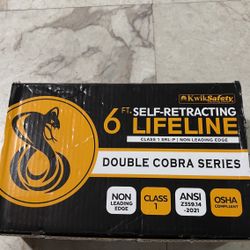 KwikSafety
6 FT. SELF-RETRACTING
LIFELINE
CLASS 1 SRL-P | NON LEADING EDGE
DOUBLE COBRA SERIES
NON
LEADING
EDGE
CLASS
1
ANSI
Z359.14
-2021
OSHA
COMPLIANT